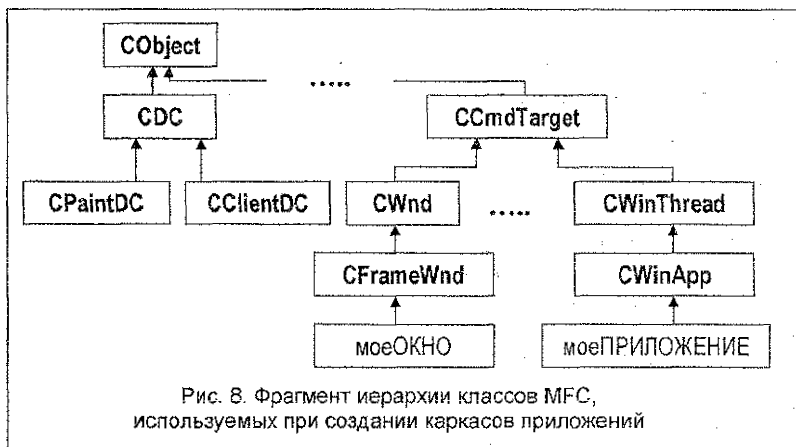 CObject
.....
CDC
CCmdTarget
CPaintDC
CClientDC
CWnd
.....
CWinThread
CFrameWnd
CWinApp
моеОКНО
моеПРИЛОЖЕНИЕ
Рис. 8. Фрагмент иерархии классов MFC,
используемых при создании каркасов приложений